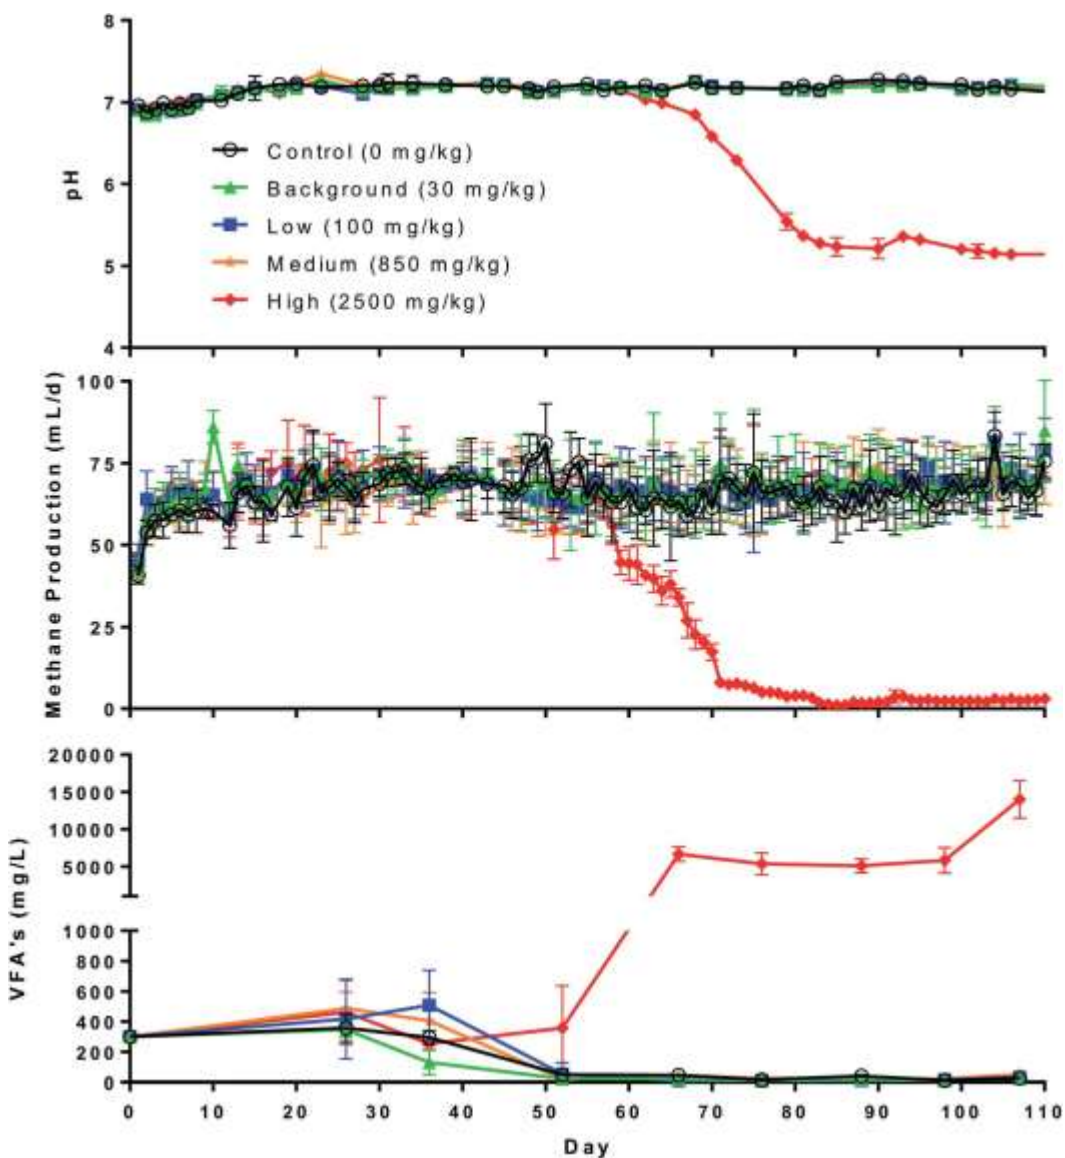 8
7
6
5
4
pH
Control (0 mg/kg)
Background (30 mg/kg)
Low (100 mg/kg)
Medium (850 mg/kg)
High (2500 mg/kg)
100
75
50
25
0
Methane Production (mL/d)
20000
15000
10000
5000
1000
800
600
400
200
0
VFA's (mg/L)
0 10 20 30 40 50 60 70 80 90 100 110
Day